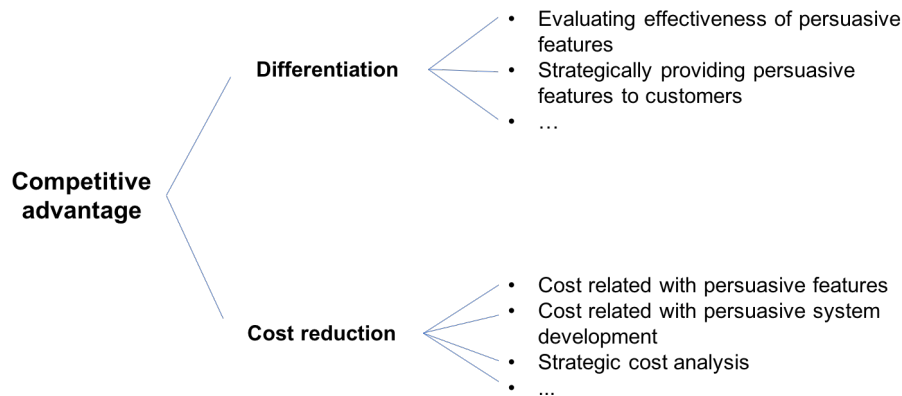 Competitive
advantage
Differentiation
• Evaluating effectiveness of persuasive
features
• Strategically providing persuasive
features to customers
• …
Cost reduction
• Cost related with persuasive features
• Cost related with persuasive system
development
• Strategic cost analysis
• ...